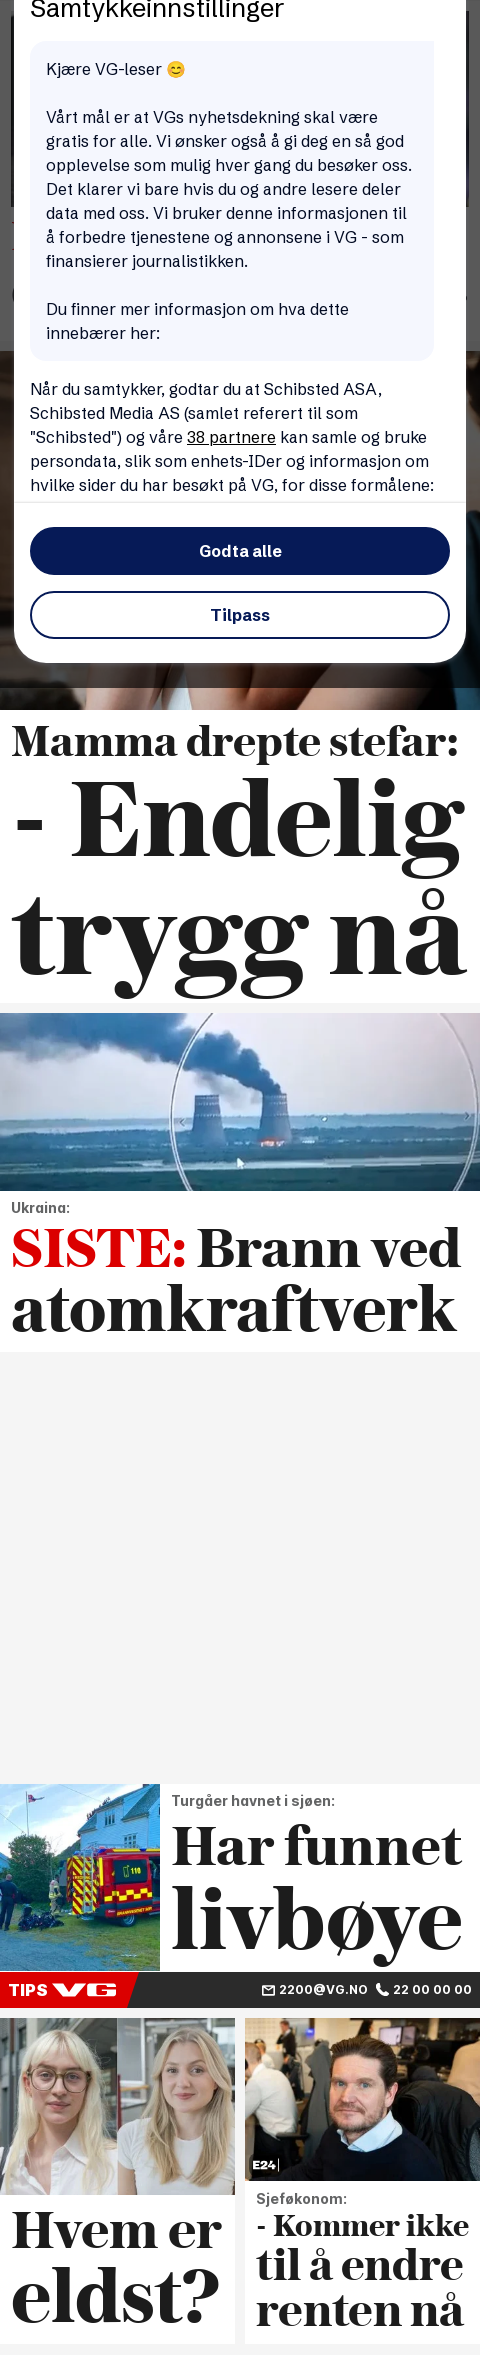 Samtykkeinnstillinger
Kjære VG-leser 😊
Vårt mål er at VGs nyhetsdekning skal være
gratis for alle. Vi ønsker også å gi deg en så god
opplevelse som mulig hver gang du besøker oss.
Det klarer vi bare hvis du og andre lesere deler
data med oss. Vi bruker denne informasjonen til
å forbedre tjenestene og annonsene i VG - som
finansierer journalistikken.
Du finner mer informasjon om hva dette
innebærer her:
Når du samtykker, godtar du at Schibsted ASA,
Schibsted Media AS (samlet referert til som
"Schibsted") og våre 38 partnere kan samle og bruke
persondata, slik som enhets-IDer og informasjon om
hvilke sider du har besøkt på VG, for disse formålene:
Godta alle
Tilpass
Mamma drepte stefar:
- Endelig
trygg nå
Ukraina:
SISTE: Brann ved
atomkraftverk
110
Turgåer havnet i sjøen:
Har funnet
livbøye
TIPS VG
2200@VG.NO 22 00 00 00
Hvem er
eldst?
E24
Sjeføkonom:
- Kommer ikke
til å endre
renten nå